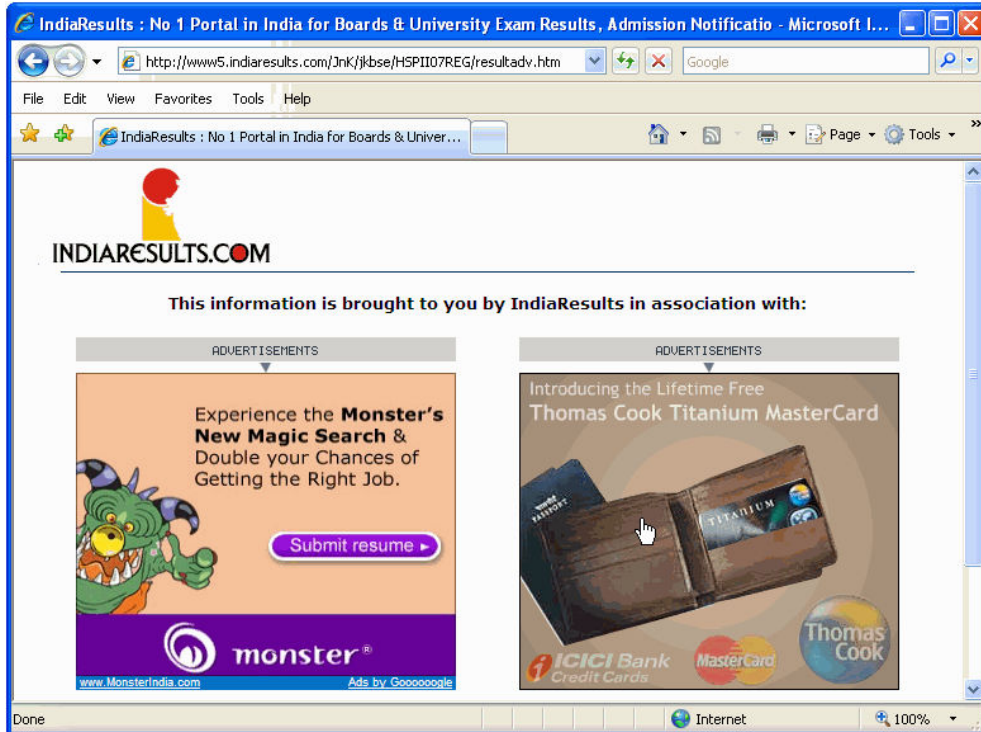 IndiaResults : No 1 Portal in India for Boards & University Exam Results, Admission Notificatio - Microsoft I...
http://www5.indiaresults.com/JnK/jkbse/HSPII07REG/resultadv.htm
Google
File Edit View Favorites Tools Help
IndiaResults : No 1 Portal in India for Boards & Univer...
Page Tools »
INDIARESULTS.COM
This information is brought to you by IndiaResults in association with:
ADVERTISEMENTS
Experience the Monster's
New Magic Search &
Double your Chances of
Getting the Right Job.
Submit resume
monster®
www.MonsterIndia.com Ads by Goooooogle
ADVERTISEMENTS
Introducing the Lifetime Free
Thomas Cook Titanium MasterCard
PASSPORT
TITANIUM
Thomas
Cook
ICICI Bank
Credit Cards
MasterCard
Done Internet 100%